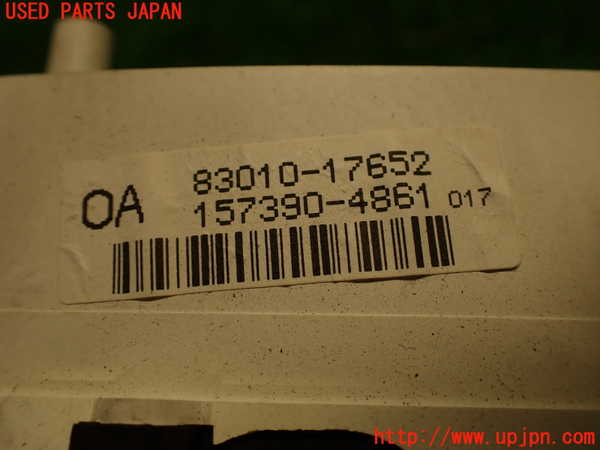 USED PARTS JAPAN
OA 83010-17652
157390-4861 017
http://www.upjpn.com/